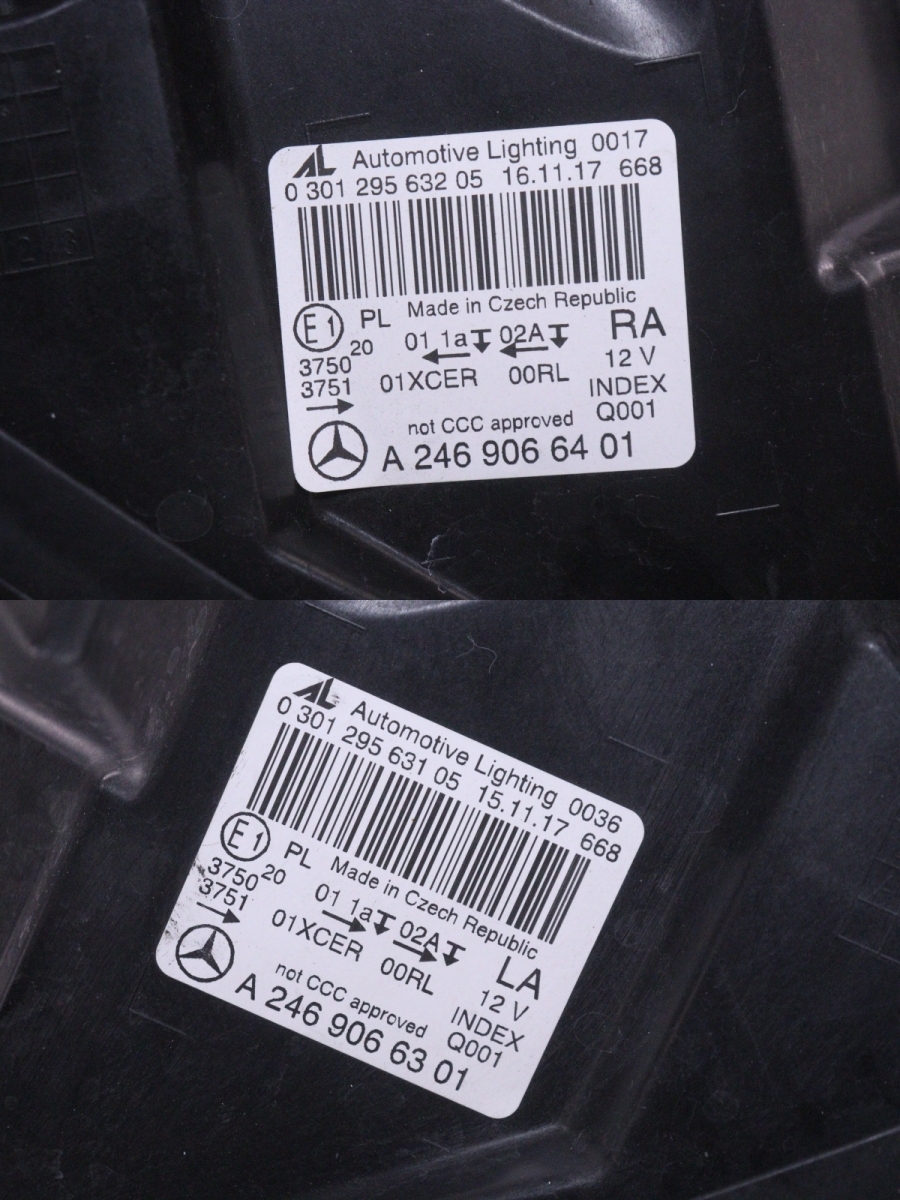 AL Automotive Lighting 0017
0 301 295 632 05 16.11.17 668
Made in Czech Republic
E1 PL 01 1a 02A RA
3750 20 12 V
3751 01XCER 00RL INDEX
not CCC approved Q001
A 246 906 64 01
AL Automotive Lighting 0036
0 301 295 631 05 15.11.17 668
Made in Czech Republic
E1 PL 01 1a 02A LA
3750 20 12 V
3751 01XCER 00RL INDEX
not CCC approved Q001
A 246 906 63 01